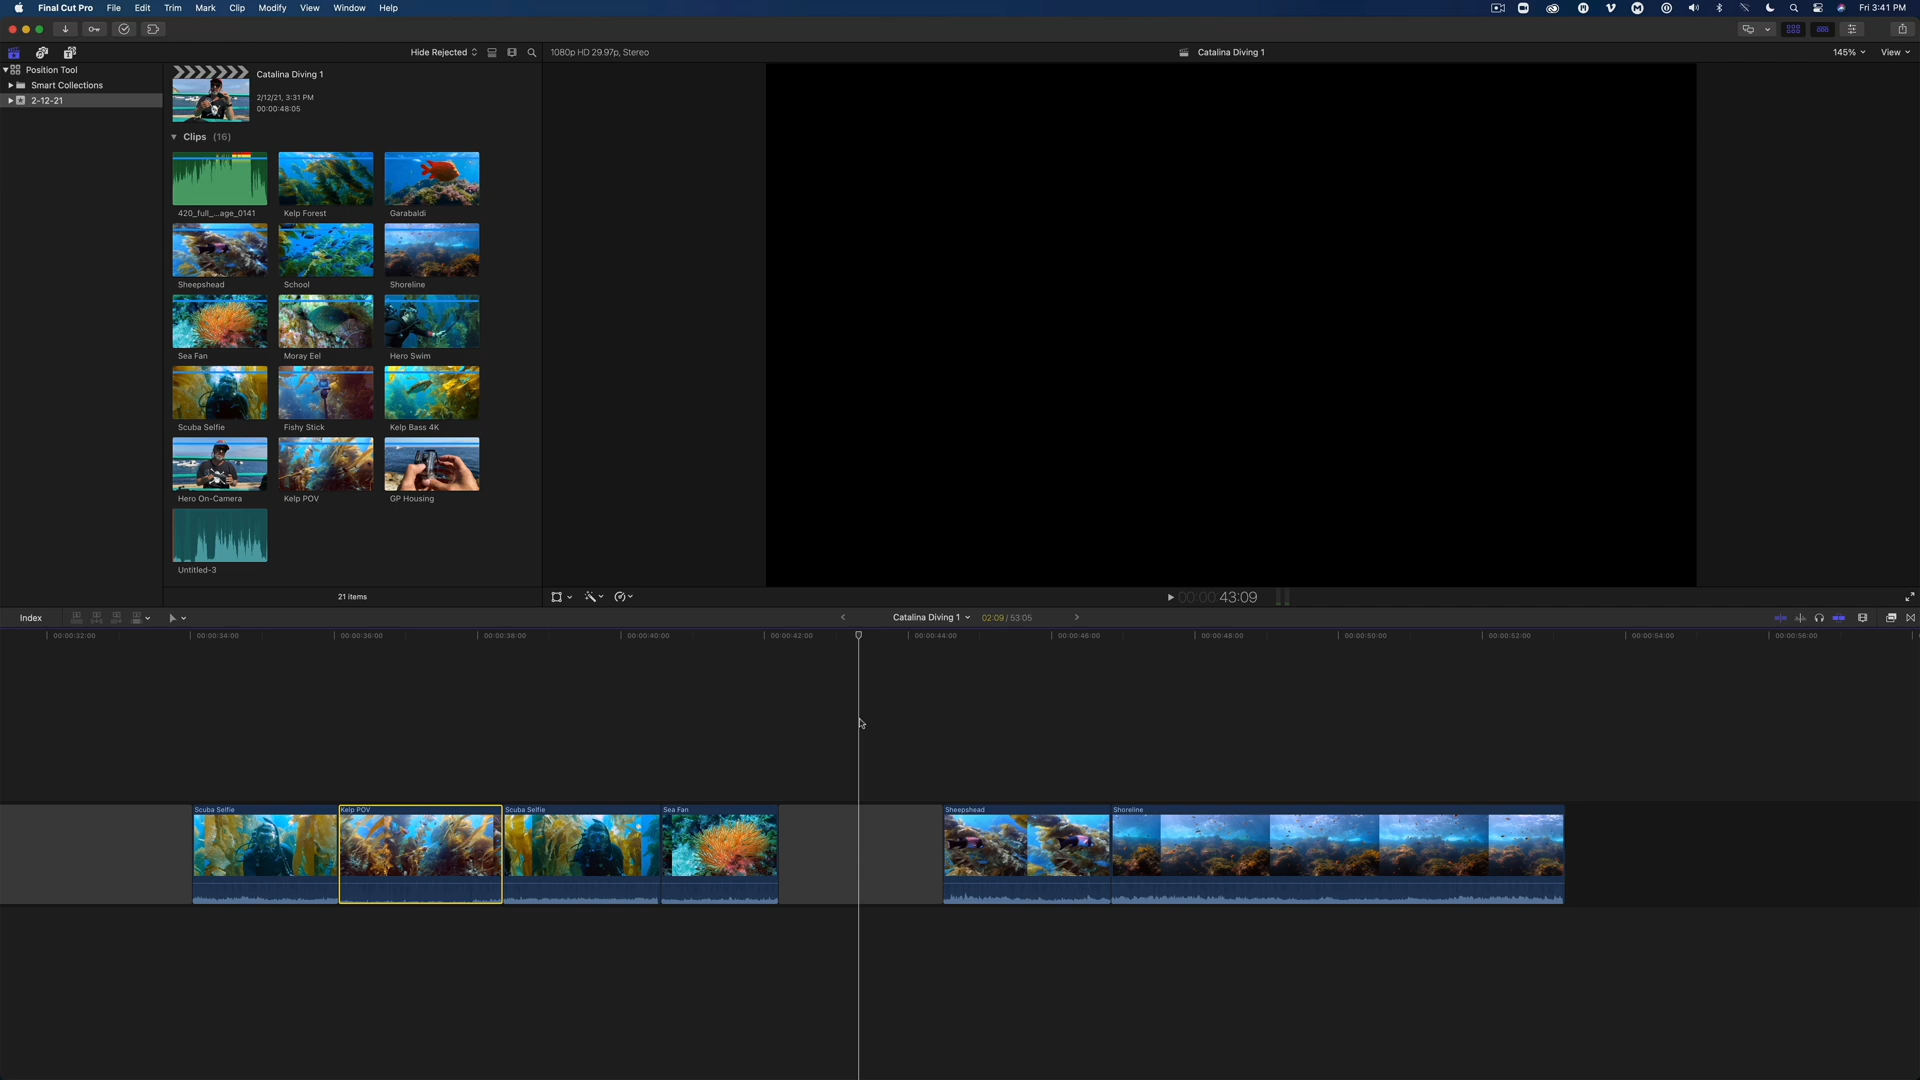 Final Cut Pro File Edit Trim Mark Clip Modify View Window Help Fri 3:41 PM
Hide Rejected 1080p HD 29.97p, Stereo Catalina Diving 1 145% View
Position Tool
Smart Collections
2-12-21
Catalina Diving 1
2/12/21, 3:31 PM
00:00:48:05
Clips (16)
420_full_...age_0141 Kelp Forest Garabaldi
Sheepshead School Shoreline
Sea Fan Moray Eel Hero Swim
Scuba Selfie Fishy Stick Kelp Bass 4K
Hero On-Camera Kelp POV GP Housing
Untitled-3
21 items 00:00:43:09
Index Catalina Diving 1 02:09 / 53:05
00:00:32:00 00:00:34:00 00:00:36:00 00:00:38:00 00:00:40:00 00:00:42:00 00:00:44:00 00:00:46:00 00:00:48:00 00:00:50:00 00:00:52:00 00:00:54:00 00:00:56:00
Scuba Selfie Kelp POV Scuba Selfie Sea Fan Sheepshead Shoreline